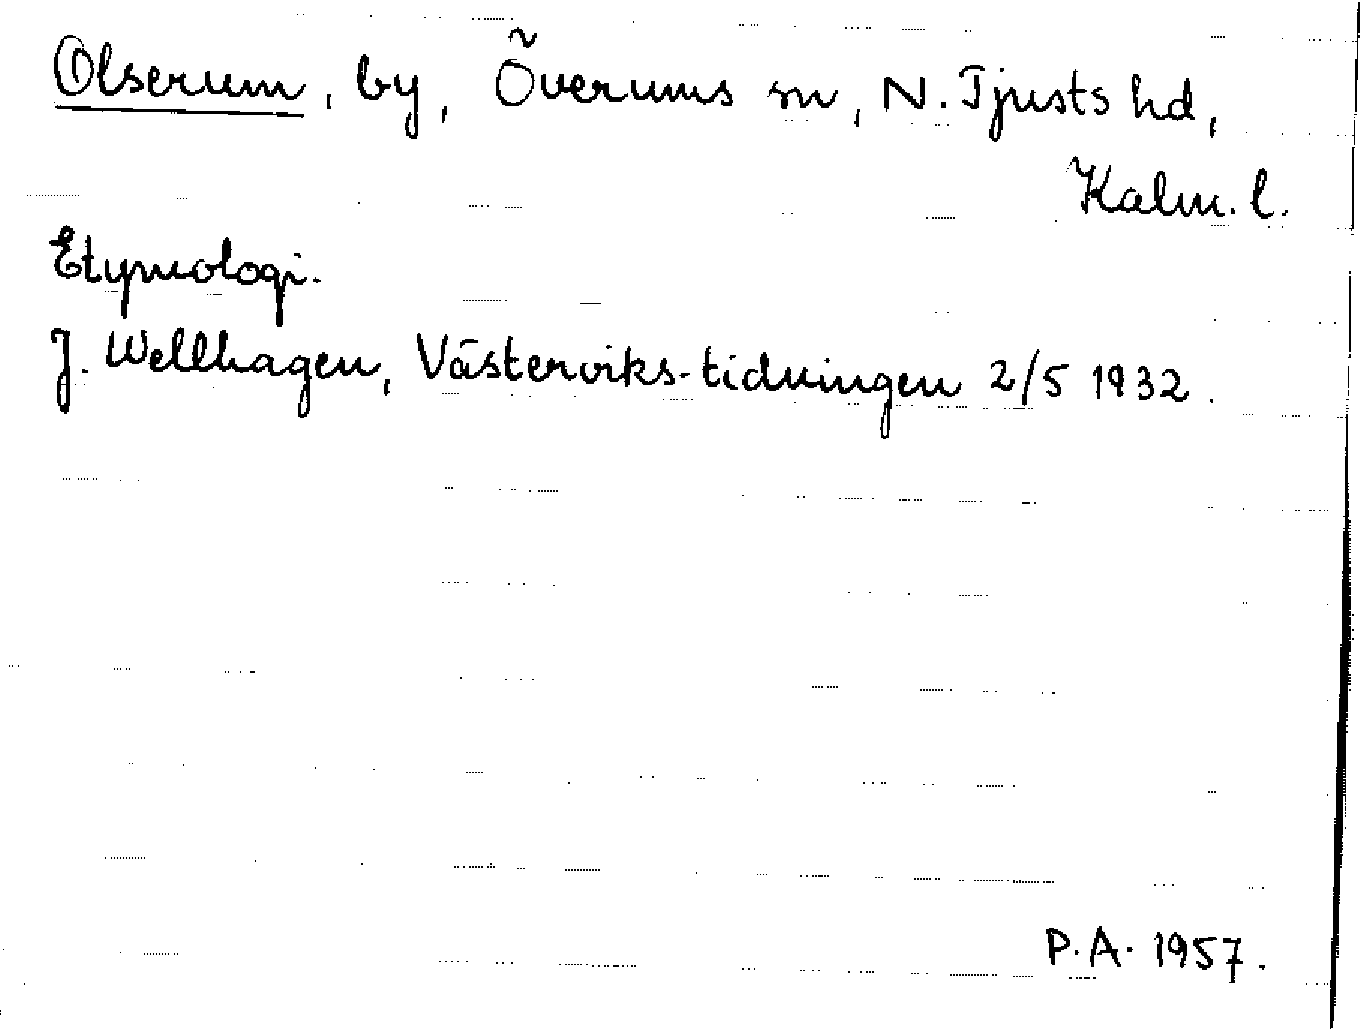 Olserum, by, Överums sn, N. Tjusts hd,
Kalm. l.
Etymologi.
J. Wellhagen, Västerviks-tidningen 2/5 1932.
P.A. 1957.